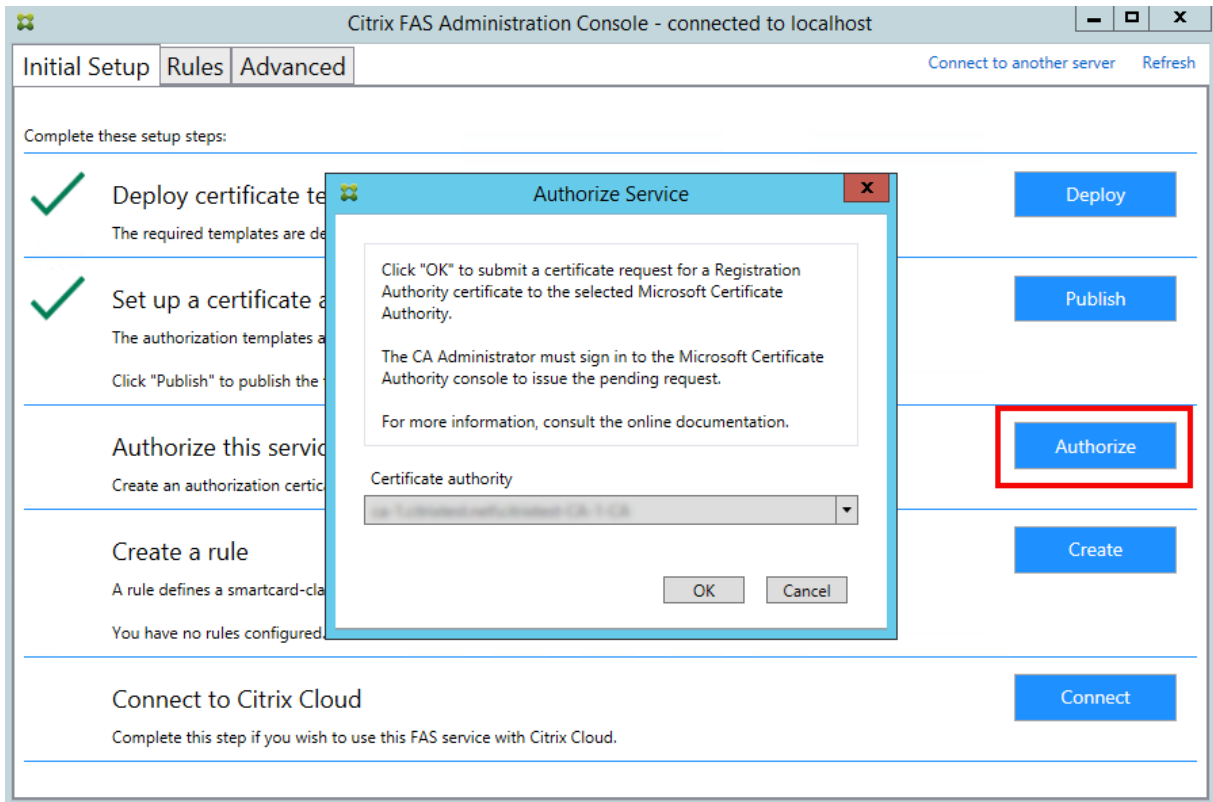 Citrix FAS Administration Console - connected to localhost
Initial Setup Rules Advanced
Connect to another server Refresh
Complete these setup steps:
Deploy certificate te
Deploy
The required templates are de
Set up a certificate a
Publish
The authorization templates a
Click "Publish" to publish the
Authorize this servic
Authorize
Create an authorization certic
Create a rule
Create
A rule defines a smartcard-cla
You have no rules configured.
Connect to Citrix Cloud
Connect
Complete this step if you wish to use this FAS service with Citrix Cloud.
Authorize Service
X
Click "OK" to submit a certificate request for a Registration
Authority certificate to the selected Microsoft Certificate
Authority.
The CA Administrator must sign in to the Microsoft Certificate
Authority console to issue the pending request.
For more information, consult the online documentation.
Certificate authority
OK Cancel